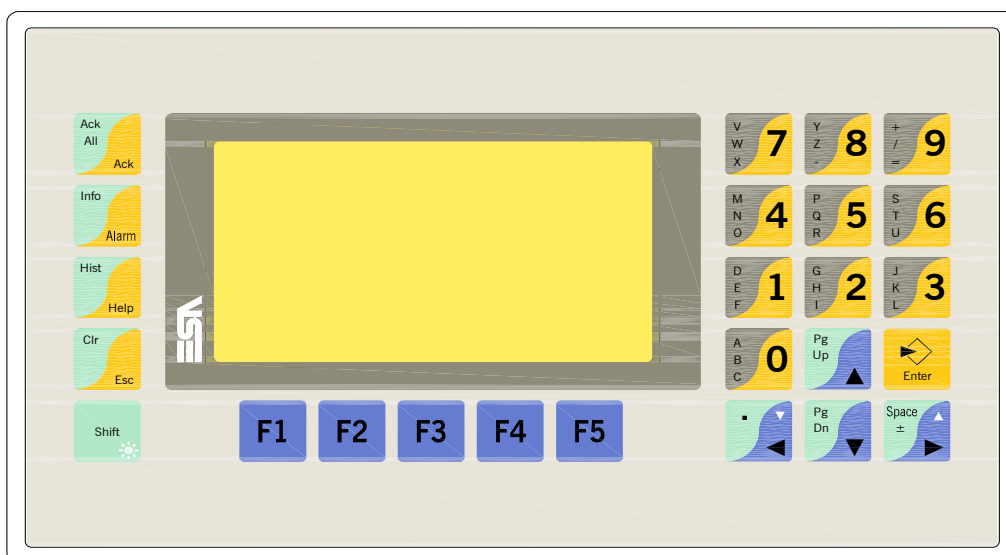 Ack
All
Ack
Info
Alarm
Hist
Help
Clr
Esc
Shift
ESA
F1
F2
F3
F4
F5
V
W
X
7
Y
Z
-
8
+
/
=
9
M
N
O
4
P
Q
R
5
S
T
U
6
D
E
F
1
G
H
I
2
J
K
L
3
A
B
C
0
Pg
Up
Enter
.
Pg
Dn
Space
±